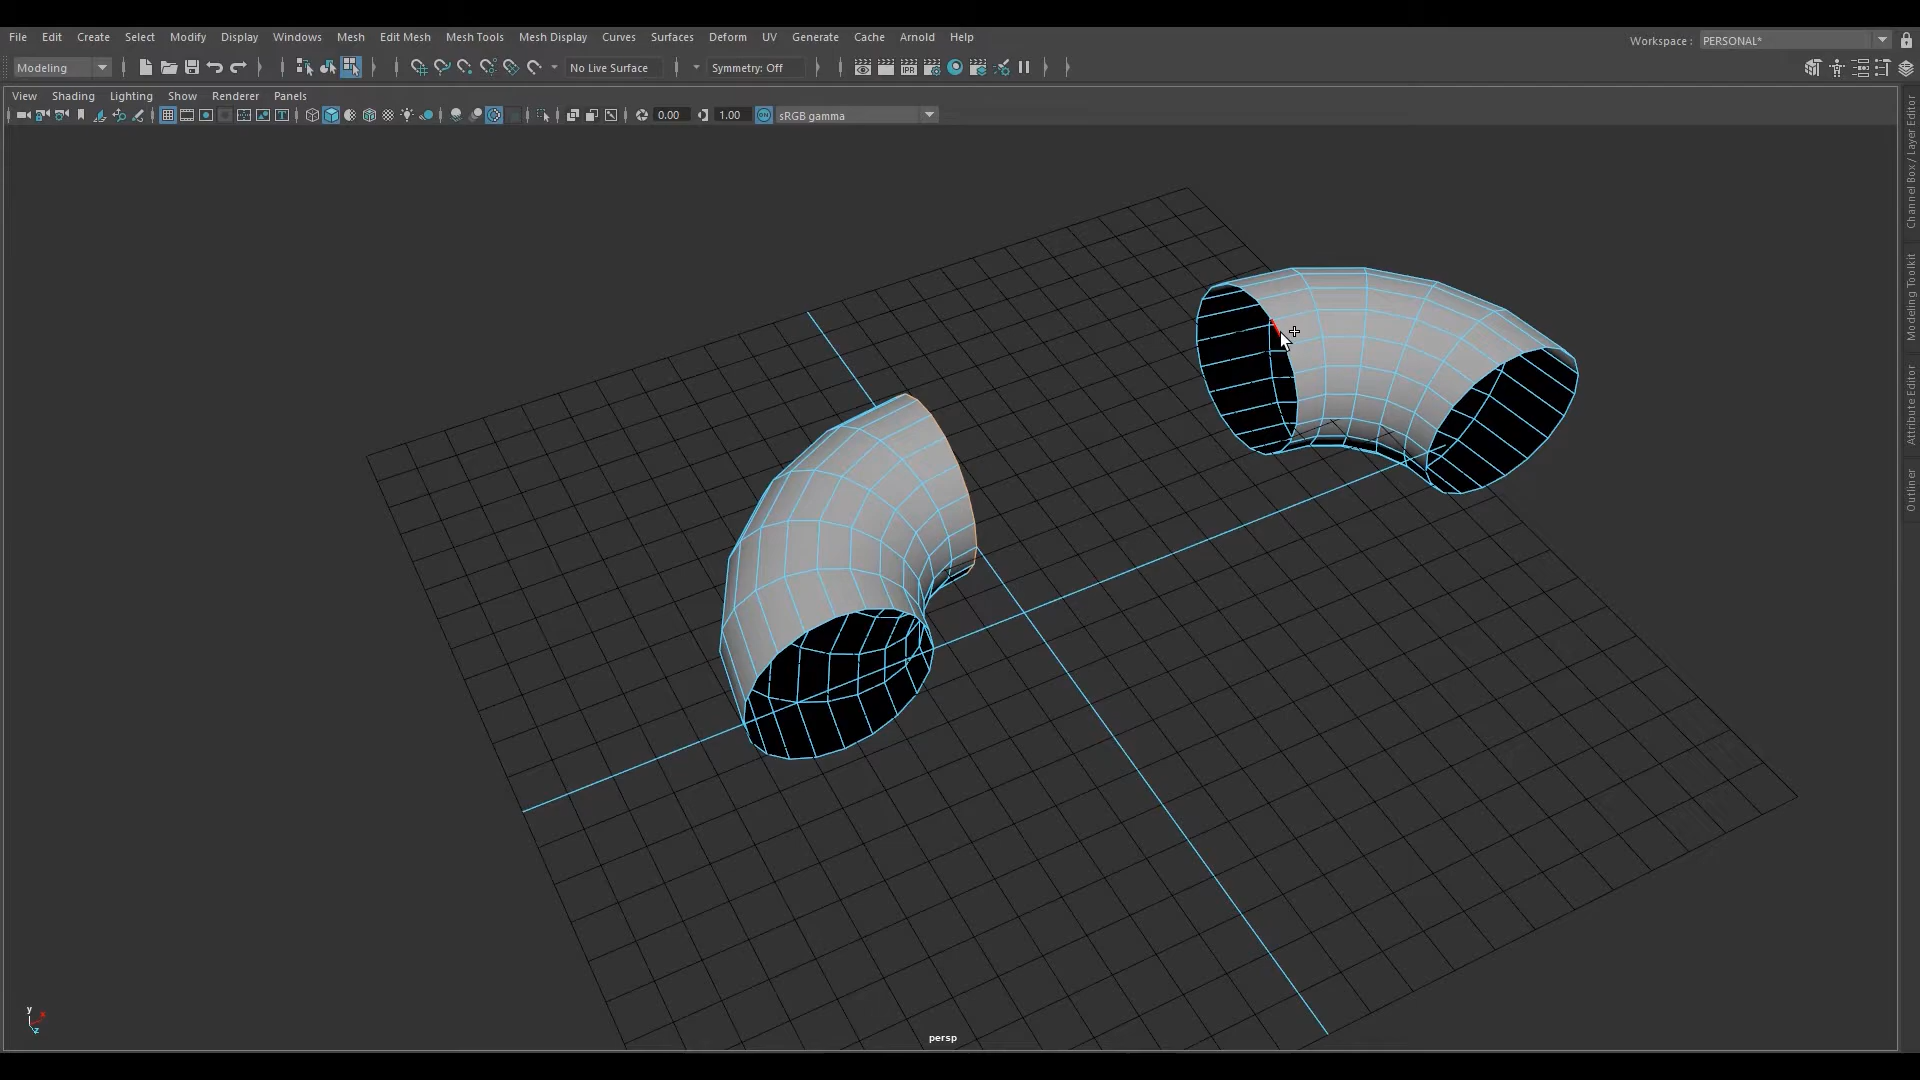 File Edit Create Select Modify Display Windows Mesh Edit Mesh Mesh Tools Mesh Display Curves Surfaces Deform UV Generate Cache Arnold Help
Workspace : PERSONAL*
Modeling No Live Surface Symmetry: Off IPR
View Shading Lighting Show Renderer Panels
0.00 1.00 ON sRGB gamma
Channel Box / Layer Editor
Modeling Toolkit
Attribute Editor
Outliner
y
x
z
persp